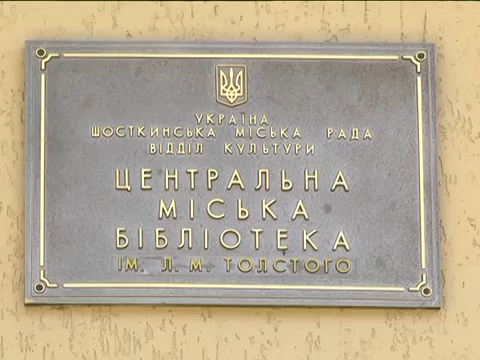 УКРАЇНА
ШОСТКИНСЬКА МІСЬКА РАДА
ВІДДІЛ КУЛЬТУРИ
ЦЕНТРАЛЬНА
МІСЬКА
БІБЛІОТЕКА
ІМ. Л. М. ТОЛСТОГО